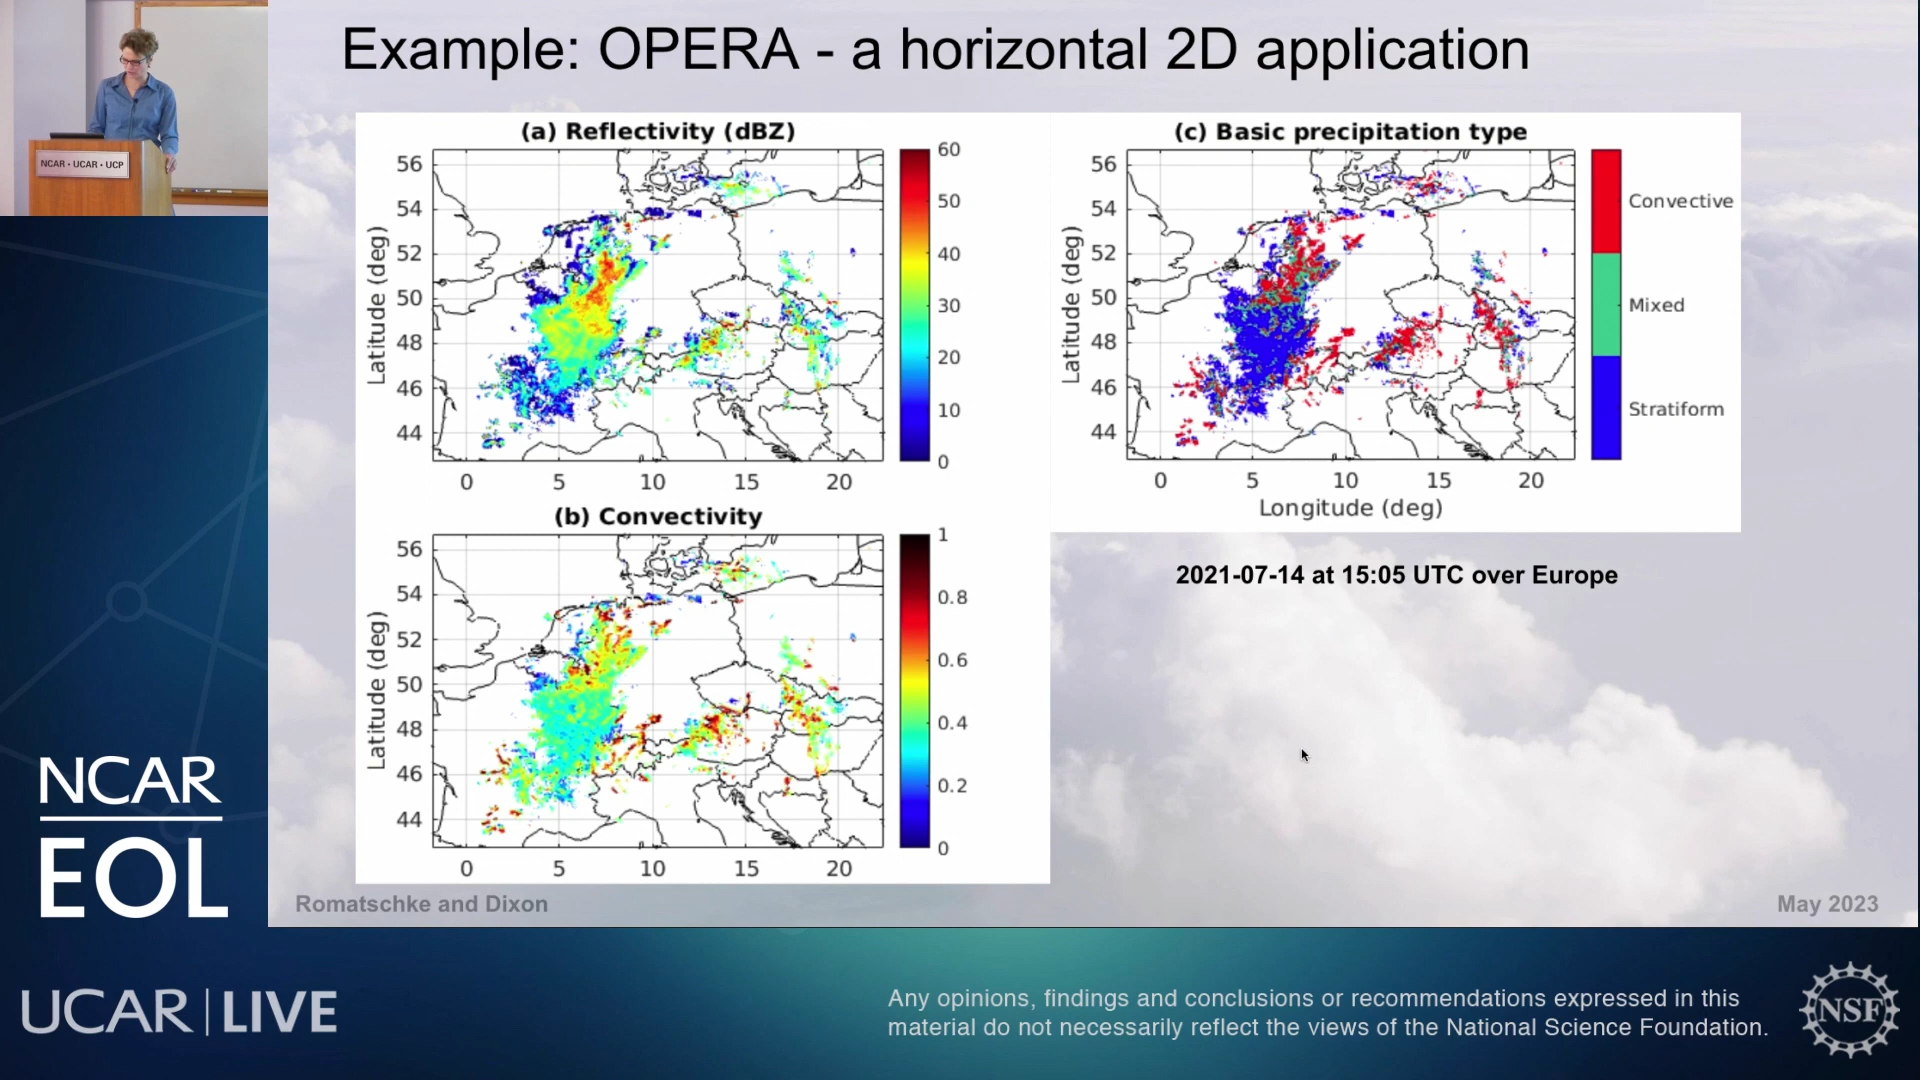 Example: OPERA - a horizontal 2D application
NCAR • UCAR • UCP
(a) Reflectivity (dBZ)
Latitude (deg)
56
54
52
50
48
46
44
0
5
10
15
20
60
50
40
30
20
10
0
(b) Convectivity
Latitude (deg)
56
54
52
50
48
46
44
0
5
10
15
20
1
0.8
0.6
0.4
0.2
0
(c) Basic precipitation type
Latitude (deg)
56
54
52
50
48
46
44
0
5
10
15
20
Longitude (deg)
Convective
Mixed
Stratiform
2021-07-14 at 15:05 UTC over Europe
Romatschke and Dixon
May 2023
NCAR
EOL
UCAR | LIVE
Any opinions, findings and conclusions or recommendations expressed in this
material do not necessarily reflect the views of the National Science Foundation.
NSF